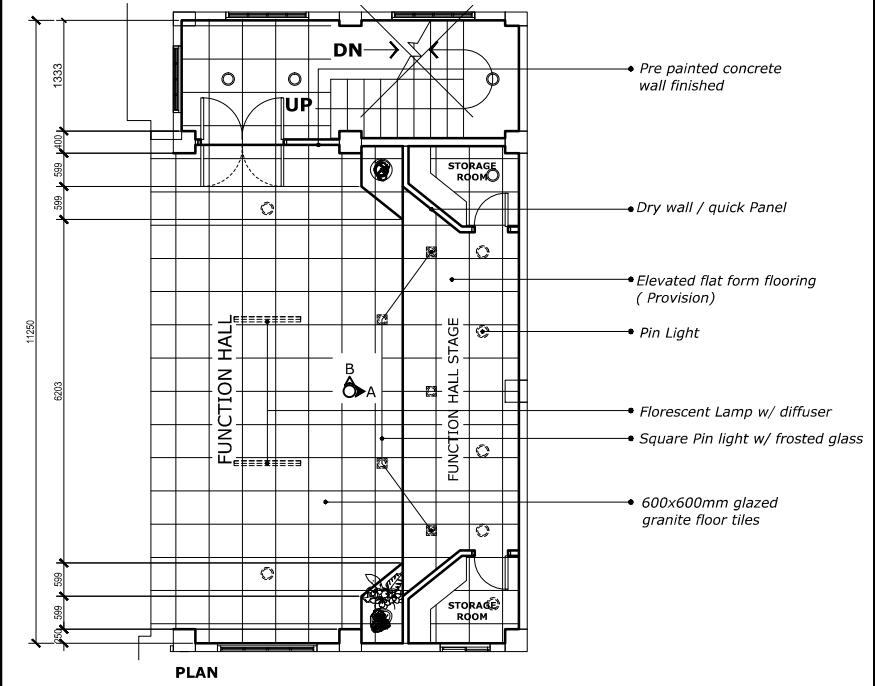 DN
UP
Pre painted concrete
wall finished
STORAGE
ROOM
Dry wall / quick Panel
Elevated flat form flooring
( Provision)
Pin Light
FUNCTION HALL
FUNCTION HALL STAGE
B
A
Florescent Lamp w/ diffuser
Square Pin light w/ frosted glass
600x600mm glazed
granite floor tiles
STORAGE
ROOM
PLAN
13333
400
599
599
11250
6203
599
599
250